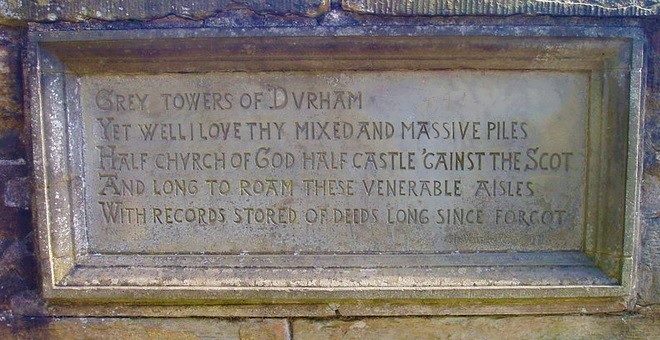 GREY TOWERS OF DVRHAM
YET WELL I LOVE THY MIXED AND MASSIVE PILES
HALF CHVRCH OF GOD HALF CASTLE 'GAINST THE SCOT
AND LONG TO ROAM THESE VENERABLE AISLES
WITH RECORDS STORED OF DEEDS LONG SINCE FORGOT